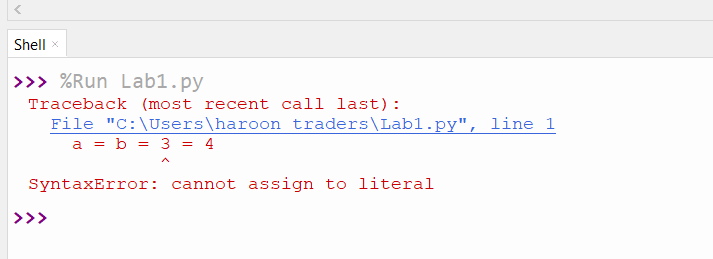 Shell
>>> %Run Lab1.py
Traceback (most recent call last):
File "C:\Users\haroon traders\Lab1.py", line 1
a = b = 3 = 4
^
SyntaxError: cannot assign to literal
>>>